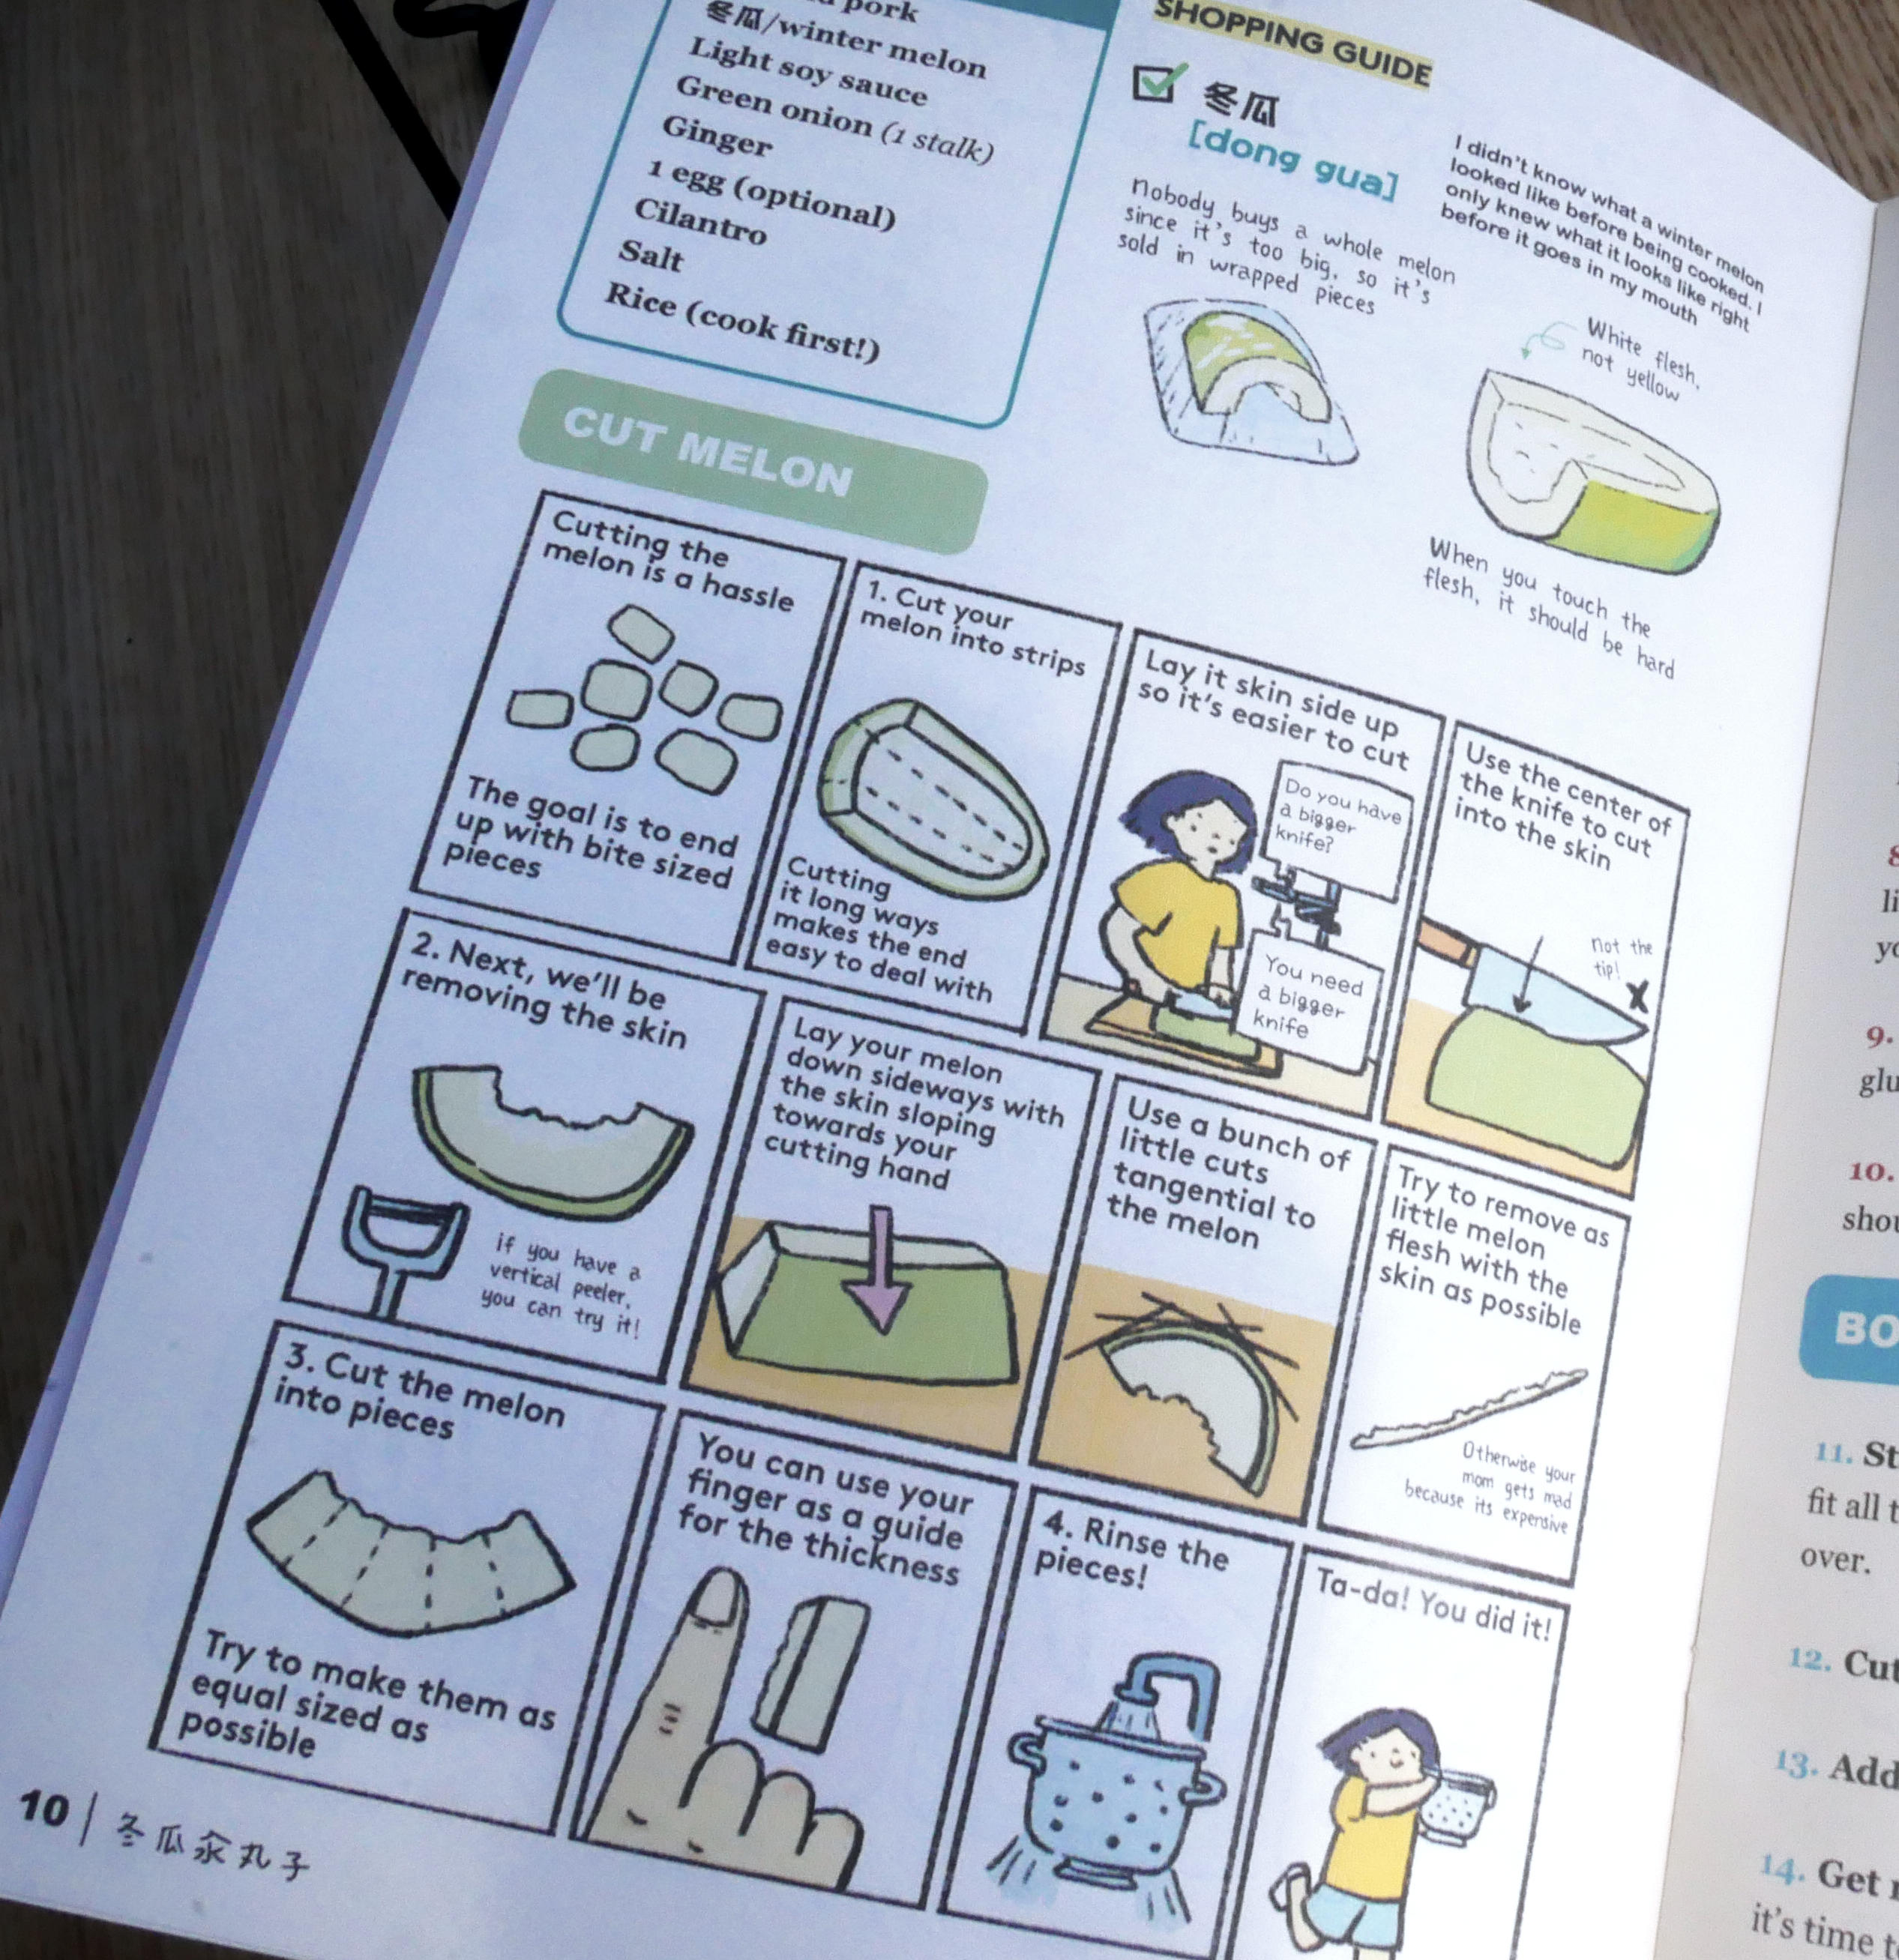 pork
冬瓜/winter melon
Light soy sauce
Green onion (1 stalk)
Ginger
1 egg (optional)
Cilantro
Salt
Rice (cook first!)
SHOPPING GUIDE
冬瓜
[dong gua]
nobody buys a whole melon
since it's too big, so it's
sold in wrapped pieces
I didn't know what a winter melon
looked like before being cooked. I
only knew what it looks like right
before it goes in my mouth
White flesh,
not yellow
When you touch the
flesh, it should be hard
CUT MELON
Cutting the
melon is a hassle
The goal is to end
up with bite sized
pieces
1. Cut your
melon into strips
Cutting
it long ways
makes the end
easy to deal with
Lay it skin side up
so it's easier to cut
Do you have
a bigger
knife?
You need
a bigger
knife
Use the center of
the knife to cut
into the skin
not the
tip!
2. Next, we'll be
removing the skin
if you have a
vertical peeler,
you can try it!
Lay your melon
down sideways with
the skin sloping
towards your
cutting hand
Use a bunch of
little cuts
tangential to
the melon
Try to remove as
little melon
flesh with the
skin as possible
Otherwise your
mom gets mad
because its expensive
3. Cut the melon
into pieces
Try to make them as
equal sized as
possible
You can use your
finger as a guide
for the thickness
4. Rinse the
pieces!
Ta-da! You did it!
10 | 冬瓜汆丸子
9.
10.
BO
11. St
fit all
over.
12. Cut
13. Add
14. Get
it's time